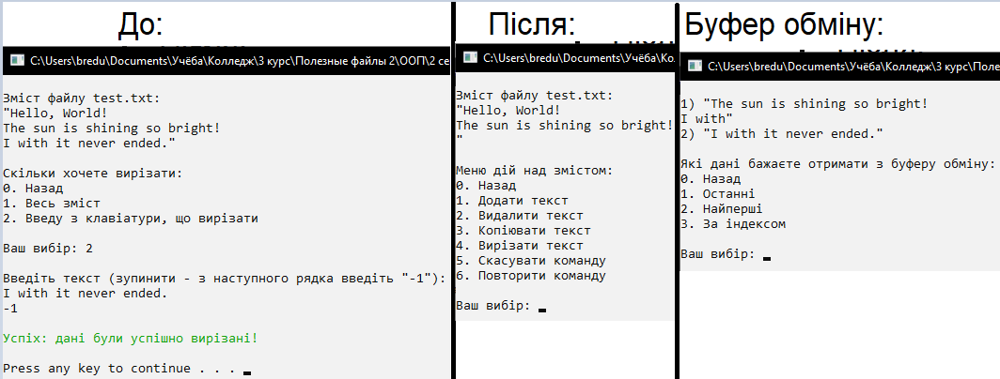 До:
C:\Users\bredu\Documents\Учёба\Колледж\3 курс\Полезные файлы 2\ООП\2 се
Зміст файлу test.txt:
"Hello, World!
The sun is shining so bright!
I with it never ended."
Скільки хочете вирізати:
0. Назад
1. Весь зміст
2. Введу з клавіатури, що вирізати
Ваш вибір: 2
Введіть текст (зупинити - з наступного рядка введіть "-1"):
I with it never ended.
-1
Успіх: дані були успішно вирізані!
Press any key to continue . . .
Після:
C:\Users\bredu\Documents\Учёба\Ко
Зміст файлу test.txt:
"Hello, World!
The sun is shining so bright!
"
Меню дій над змістом:
0. Назад
1. Додати текст
2. Видалити текст
3. Копіювати текст
4. Вирізати текст
5. Скасувати команду
6. Повторити команду
Ваш вибір:
Буфер обміну:
C:\Users\bredu\Documents\Учёба\Колледж\3 курс\Поле
1) "The sun is shining so bright!
I with"
2) "I with it never ended."
Які дані бажаєте отримати з буферу обміну:
0. Назад
1. Останні
2. Найперші
3. За індексом
Ваш вибір: